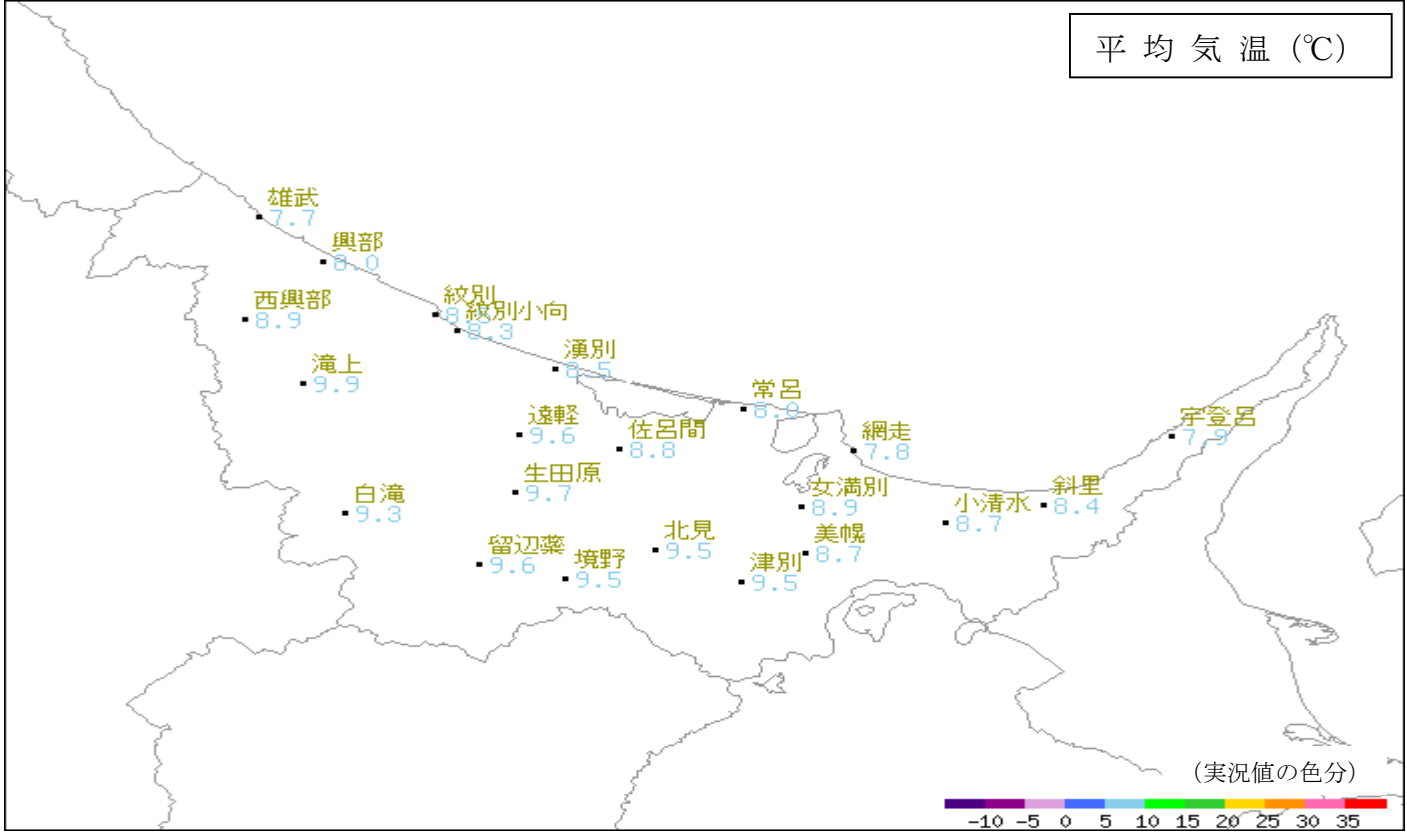 平均気温(℃)
雄武
7.7
興部
8.0
西興部
8.9
紋別
紋別小向
8.3
滝上
9.9
湧別
8.5
常呂
8.0
遠軽
9.6
佐呂間
8.8
網走
7.8
宇登呂
7.9
生田原
9.7
白滝
9.3
女満別
8.9
小清水
8.7
斜里
8.4
留辺蘂
9.6
境野
9.5
北見
9.5
美幌
8.7
津別
9.5
(実況値の色分)
-10 -5 0 5 10 15 20 25 30 35